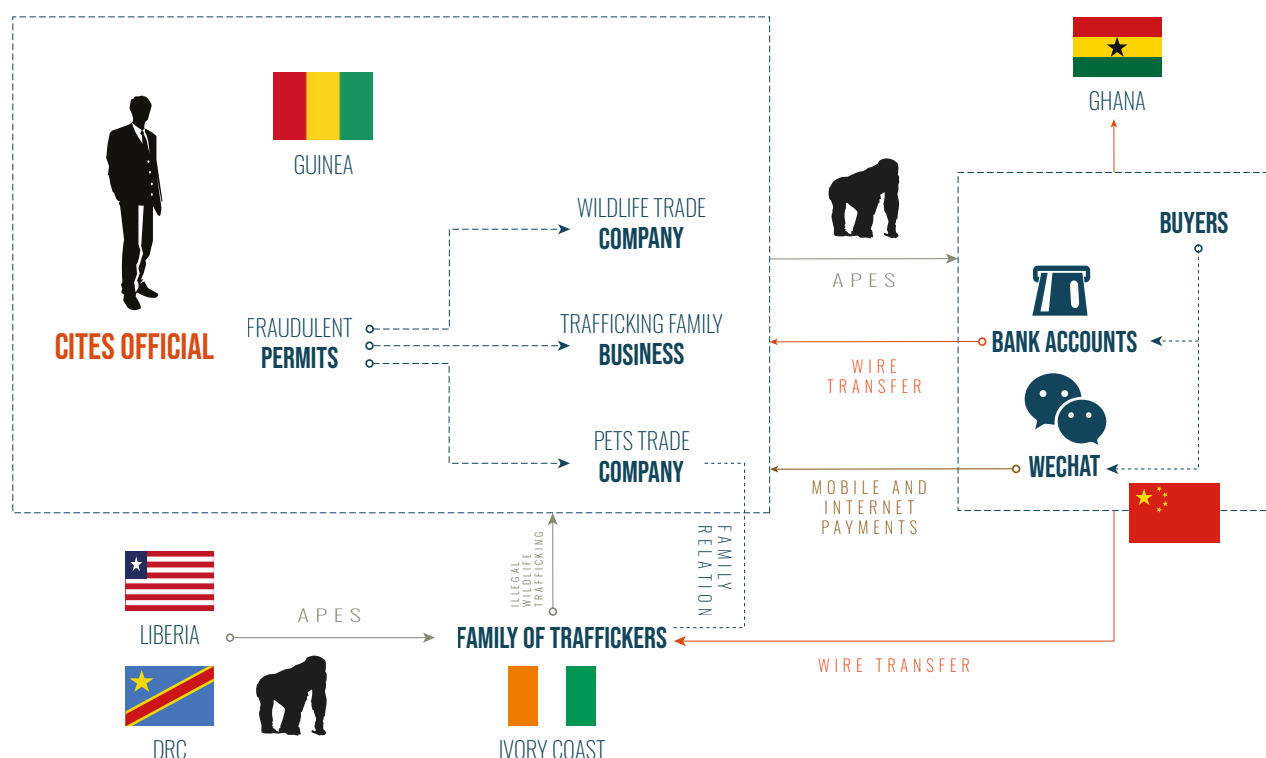 GHANA
GUINEA
WILDLIFE TRADE
COMPANY
BUYERS
APES
CITES OFFICIAL
FRAUDULENT
PERMITS
TRAFFICKING FAMILY
BUSINESS
BANK ACCOUNTS
WIRE
TRANSFER
PETS TRADE
COMPANY
WECHAT
MOBILE AND
INTERNET
PAYMENTS
ILLEGAL
WILDLIFE
TRAFFICKING
FAMILY
RELATION
LIBERIA
APES
FAMILY OF TRAFFICKERS
WIRE TRANSFER
DRC
IVORY COAST